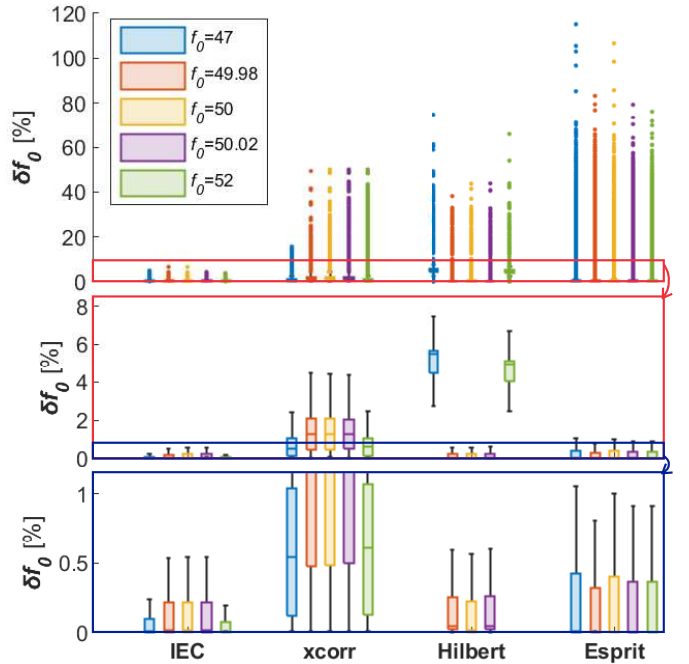 120
100
80
60
40
20
0
δf₀ [%]
f₀=47
f₀=49.98
f₀=50
f₀=50.02
f₀=52
8
6
4
2
0
δf₀ [%]
1
0.5
0
δf₀ [%]
IEC xcorr Hilbert Esprit